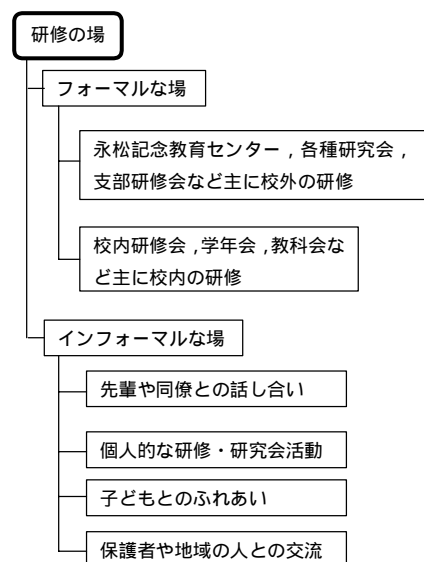 研修の場
フォーマルな場
永松記念教育センター，各種研究会，
支部研修会など主に校外の研修
校内研修会，学年会，教科会な
ど主に校内の研修
インフォーマルな場
先輩や同僚との話し合い
個人的な研修・研究会活動
子どもとのふれあい
保護者や地域の人との交流